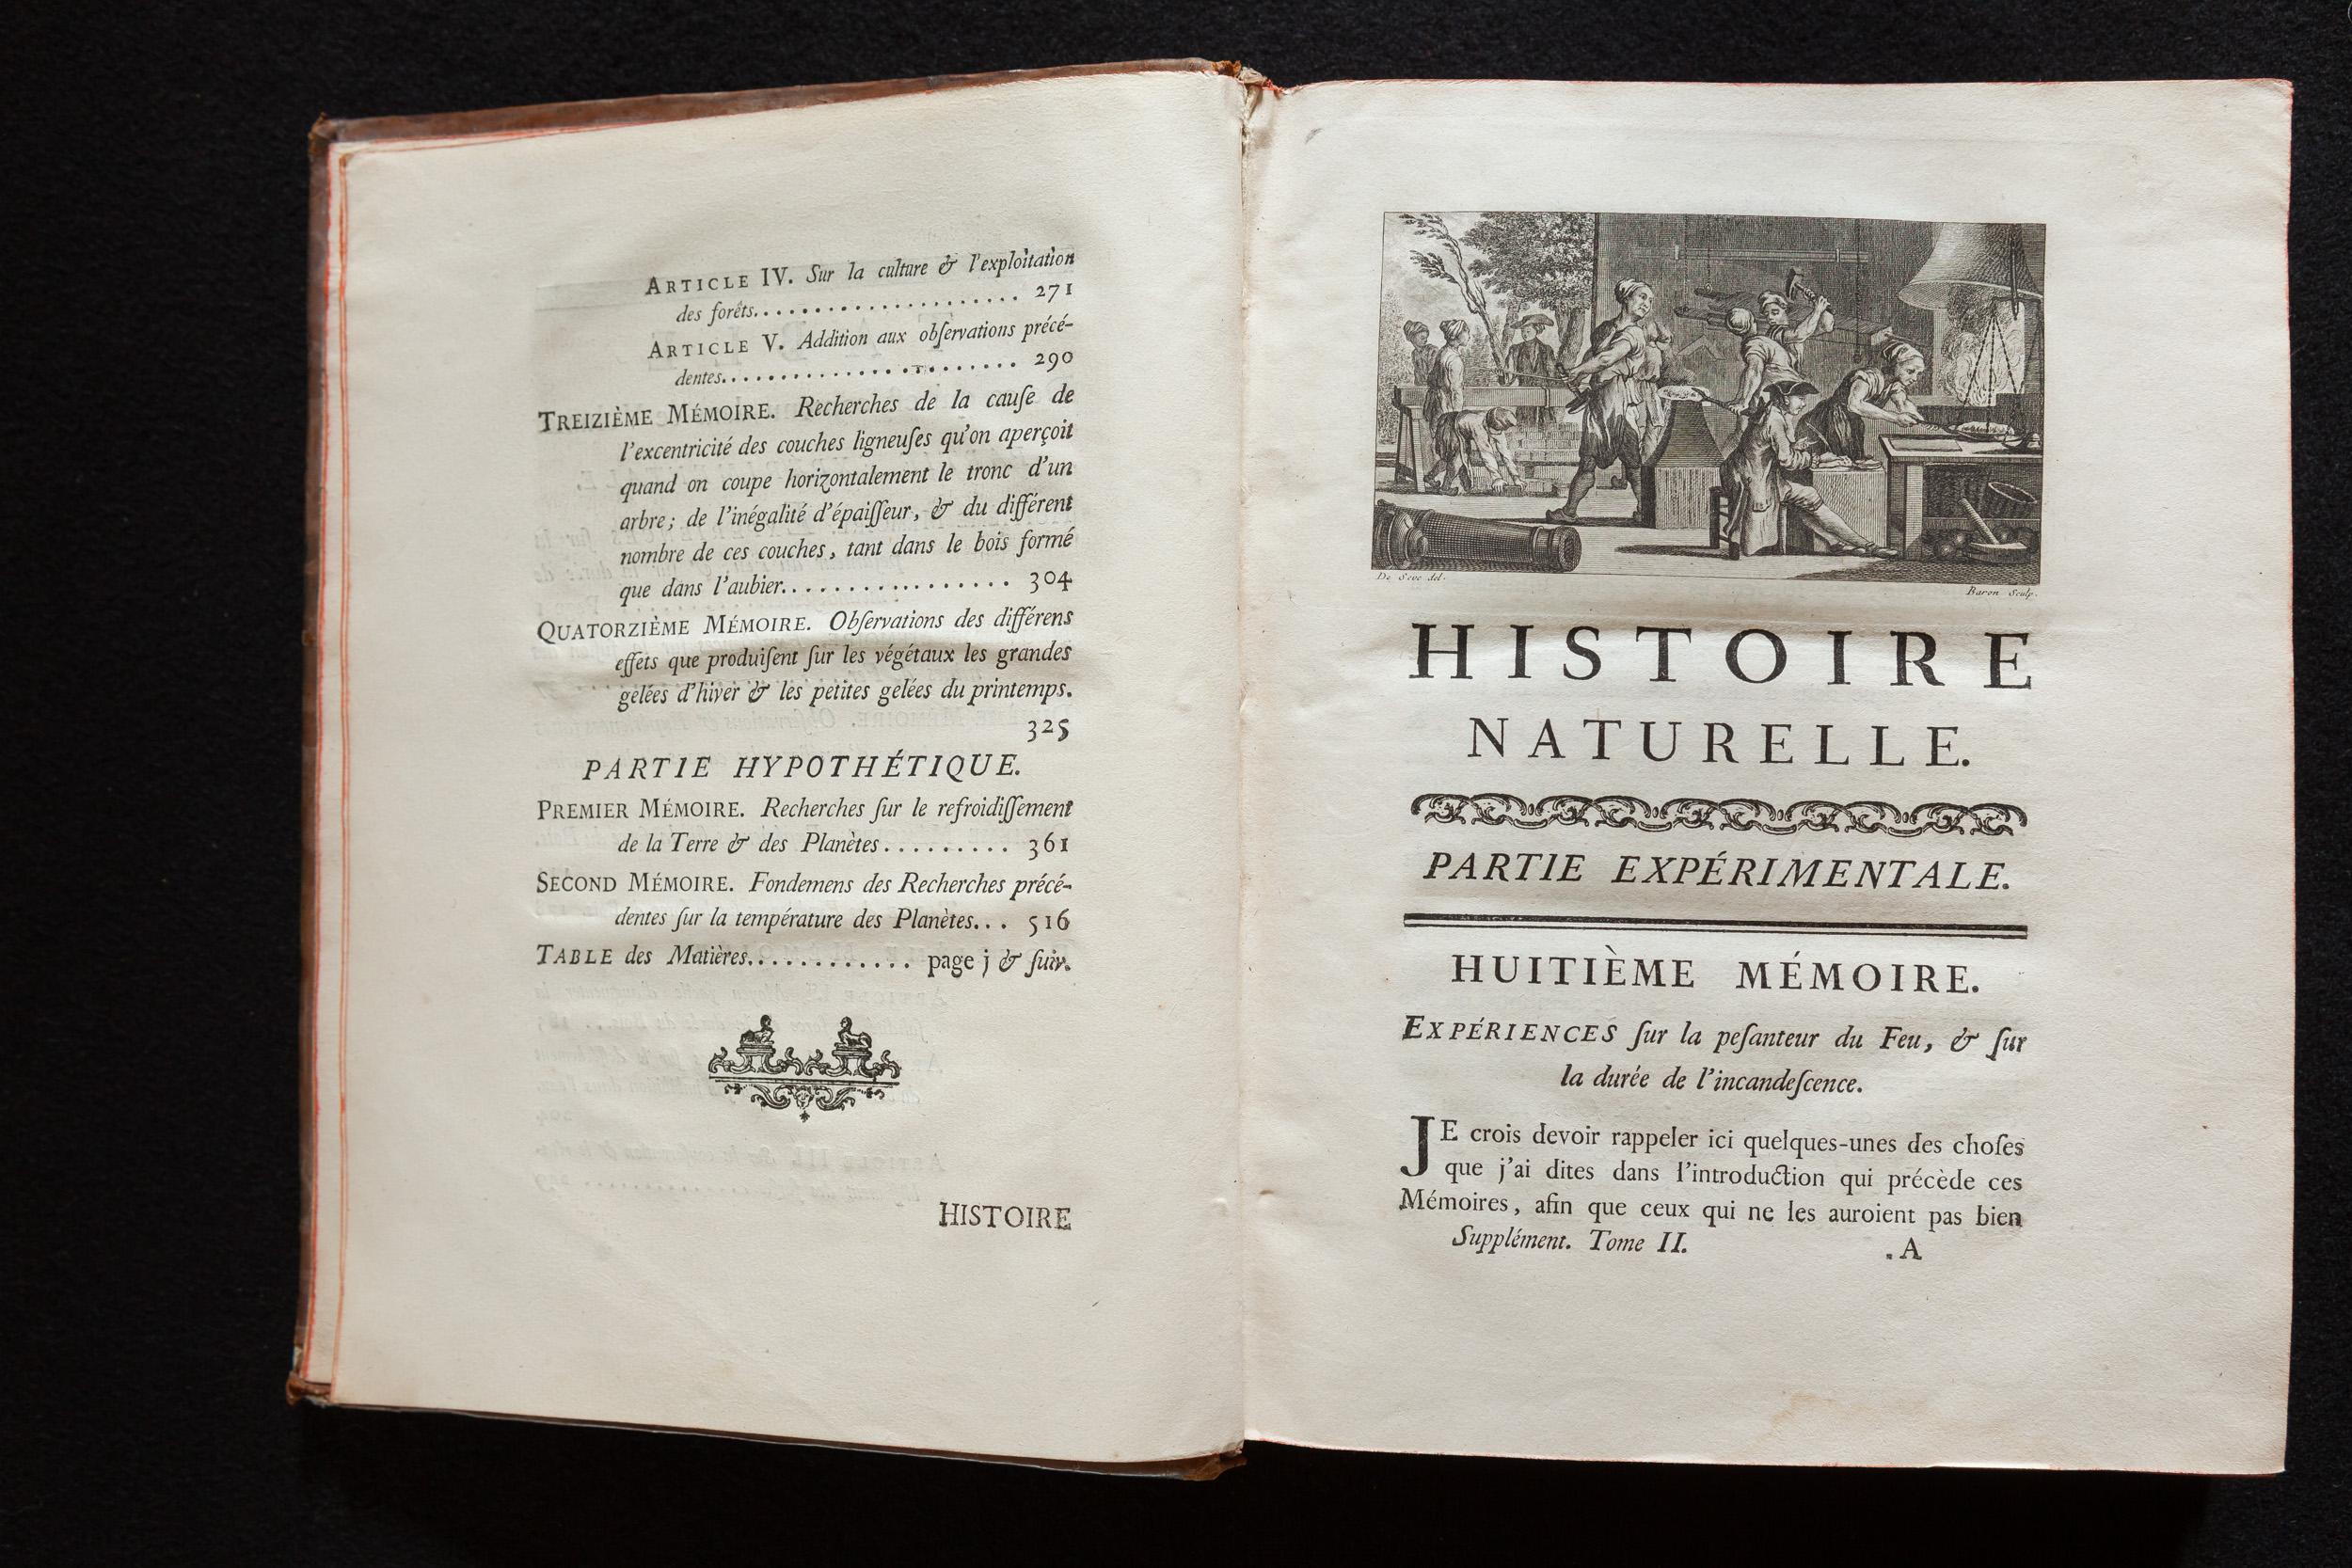 ARTICLE IV. Sur la culture & l'exploitation
des forêts..................... 271
ARTICLE V. Addition aux obſervations précé-
dentes........................ 290
TREIZIÈME MÉMOIRE. Recherches de la cauſe de
l'excentricité des couches ligneuſes qu'on aperçoit
quand on coupe horizontalement le tronc d'un
arbre; de l'inégalité d'épaiſſeur, & du différent
nombre de ces couches, tant dans le bois formé
que dans l'aubier.................. 304
QUATORZIÈME MÉMOIRE. Obſervations des différens
effets que produiſent ſur les végétaux les grandes
gelées d'hiver & les petites gelées du printemps.
325
PARTIE HYPOTHÉTIQUE.
PREMIER MÉMOIRE. Recherches ſur le refroidiſſement
de la Terre & des Planètes......... 361
SECOND MÉMOIRE. Fondemens des Recherches précé-
dentes ſur la température des Planètes... 516
TABLE des Matières............ page j & ſuiv.
HISTOIRE
De Seve del.
Baron Sculp.
HISTOIRE
NATURELLE.
PARTIE EXPÉRIMENTALE.
HUITIÈME MÉMOIRE.
EXPÉRIENCES ſur la peſanteur du Feu, & ſur
la durée de l'incandeſcence.
JE crois devoir rappeler ici quelques-unes des choſes
que j'ai dites dans l'introduction qui précède ces
Mémoires, afin que ceux qui ne les auroient pas bien
Supplément. Tome II. . A